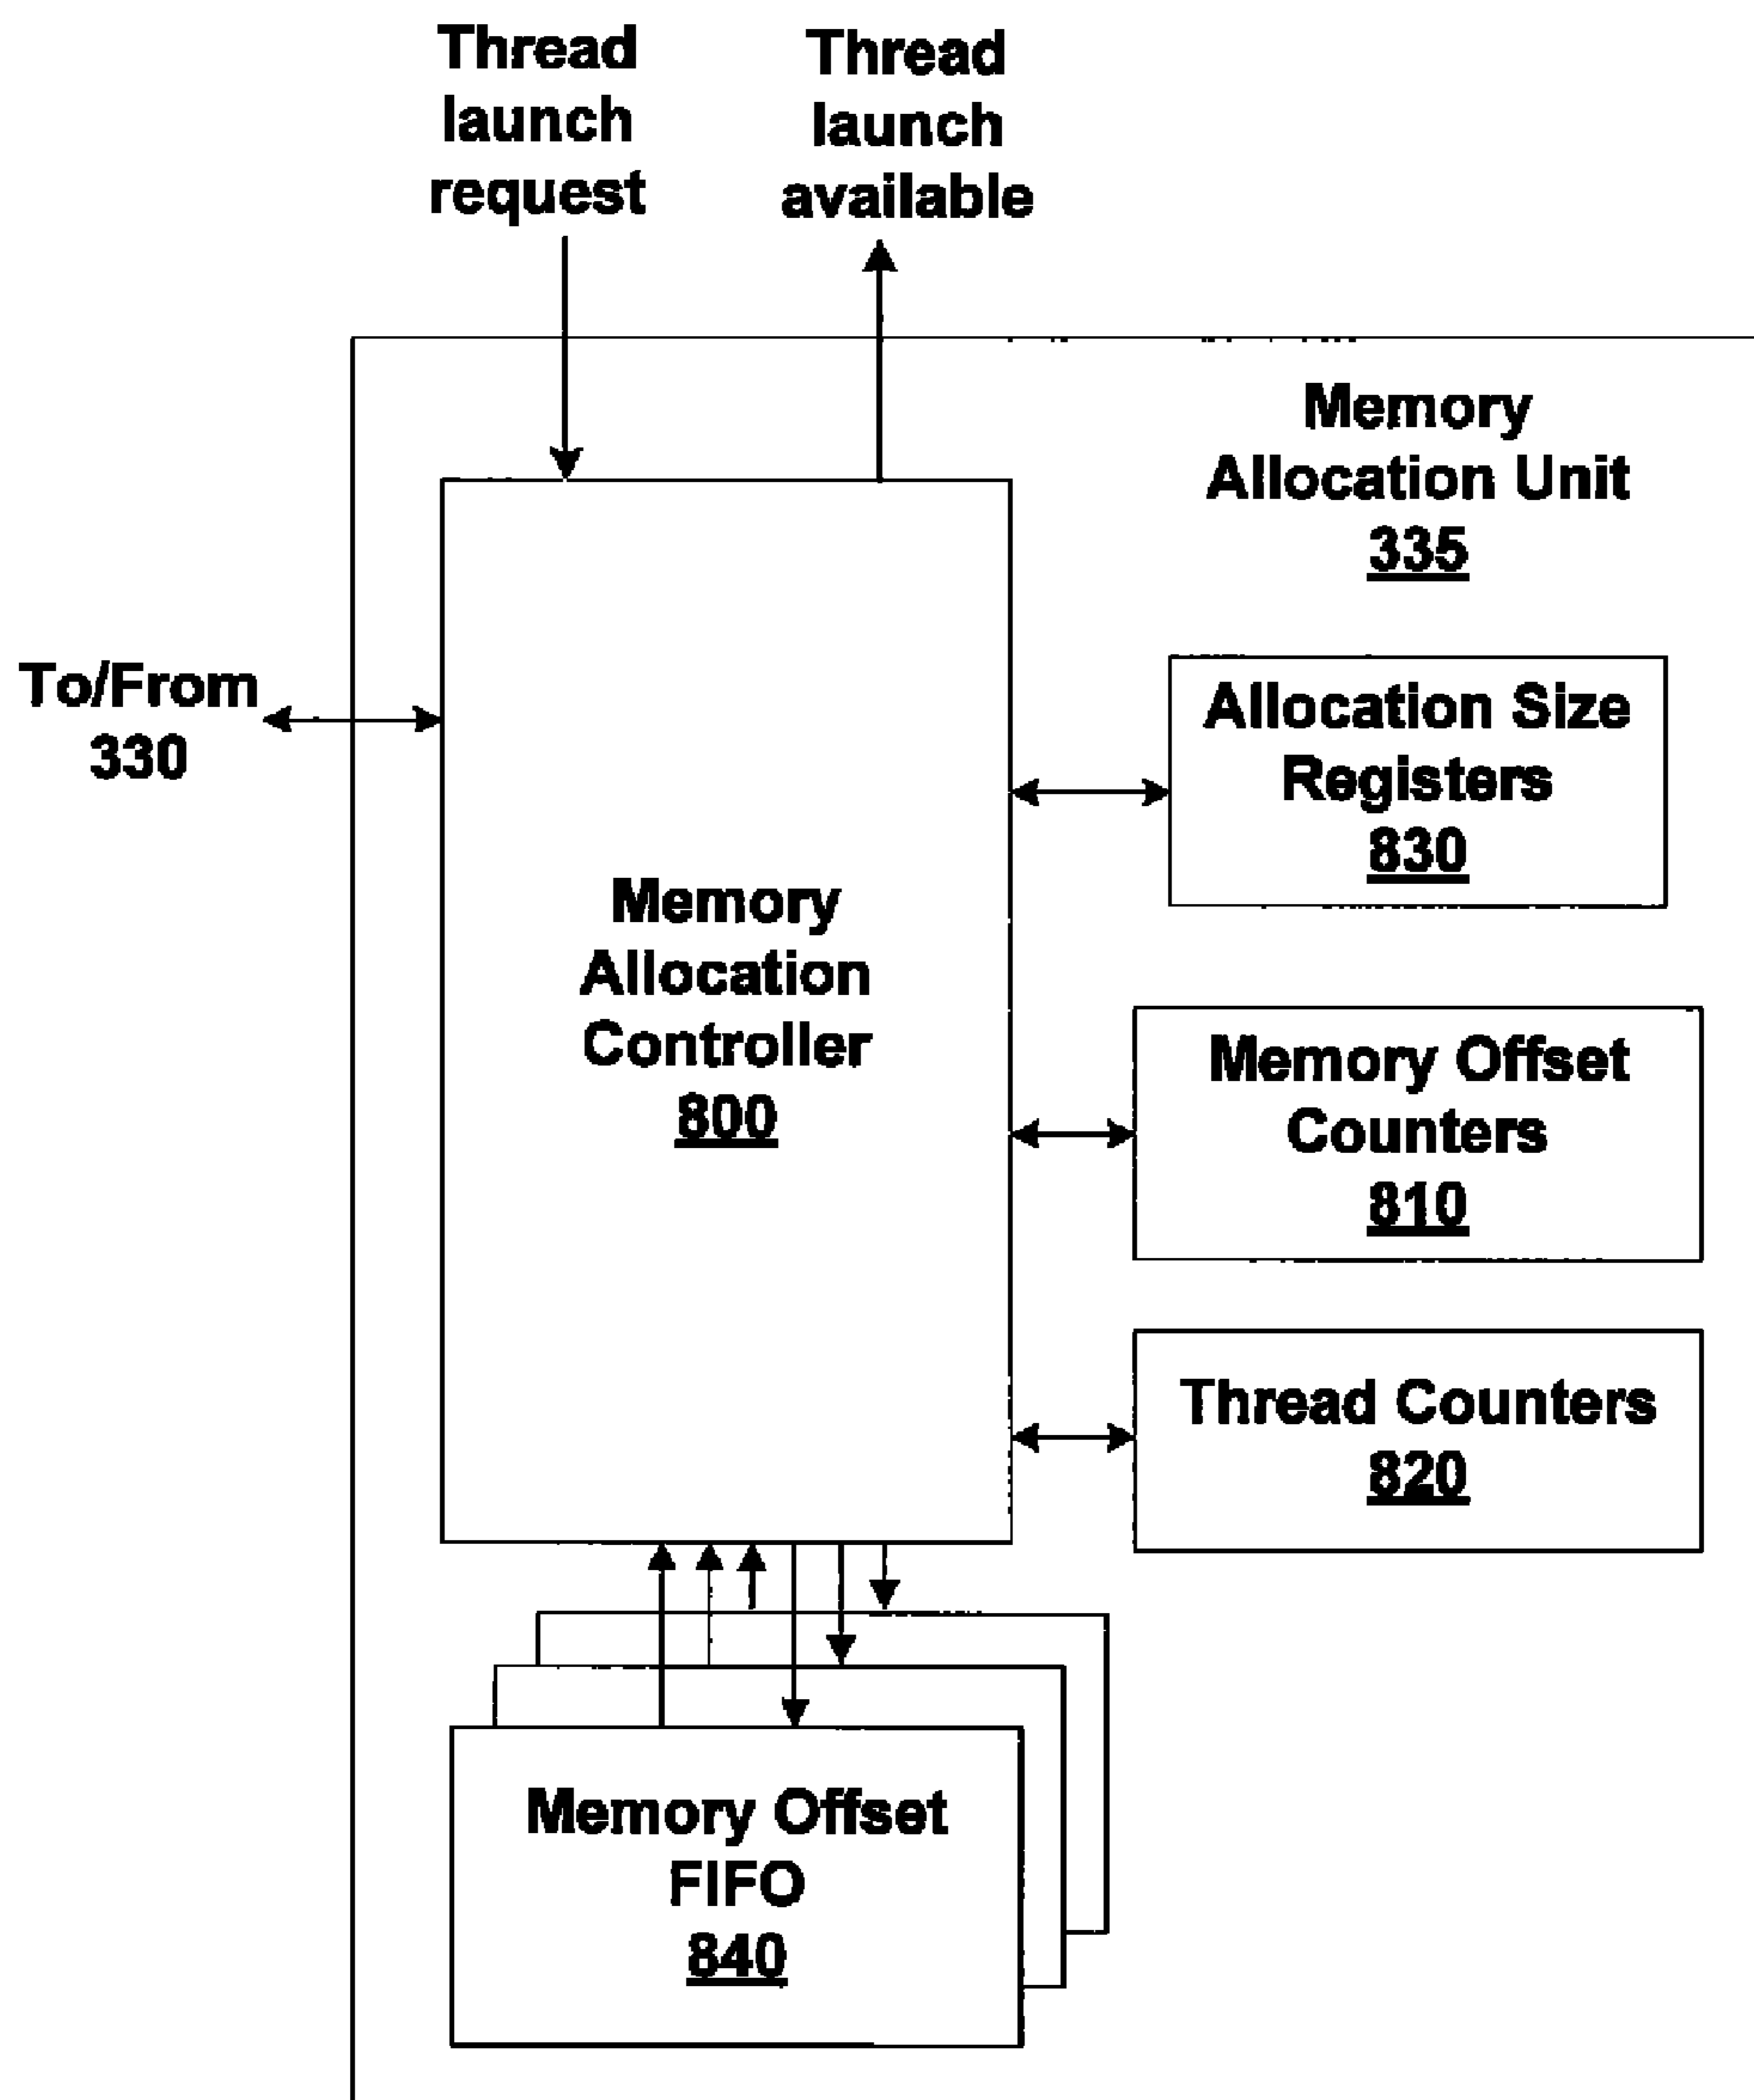 Thread
launch
request
Thread
launch
available
Memory
Allocation Unit
335
To/From
330
Allocation Size
Registers
830
Memory
Allocation
Controller
800
Memory Offset
Counters
810
Thread Counters
820
Memory Offset
FIFO
840